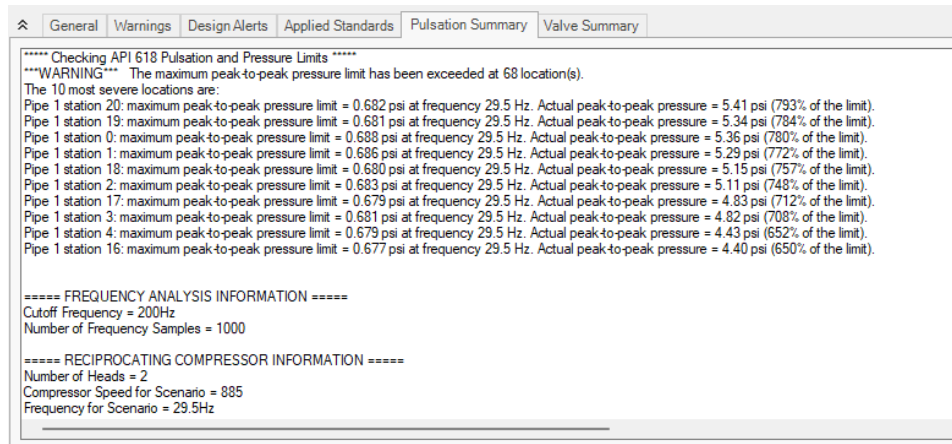 General Warnings Design Alerts Applied Standards Pulsation Summary Valve Summary
***** Checking API 618 Pulsation and Pressure Limits *****
***WARNING*** The maximum peak-to-peak pressure limit has been exceeded at 68 location(s).
The 10 most severe locations are:
Pipe 1 station 20: maximum peak-to-peak pressure limit = 0.682 psi at frequency 29.5 Hz. Actual peak-to-peak pressure = 5.41 psi (793% of the limit).
Pipe 1 station 19: maximum peak-to-peak pressure limit = 0.681 psi at frequency 29.5 Hz. Actual peak-to-peak pressure = 5.34 psi (784% of the limit).
Pipe 1 station 0: maximum peak-to-peak pressure limit = 0.688 psi at frequency 29.5 Hz. Actual peak-to-peak pressure = 5.36 psi (780% of the limit).
Pipe 1 station 1: maximum peak-to-peak pressure limit = 0.686 psi at frequency 29.5 Hz. Actual peak-to-peak pressure = 5.29 psi (772% of the limit).
Pipe 1 station 18: maximum peak-to-peak pressure limit = 0.680 psi at frequency 29.5 Hz. Actual peak-to-peak pressure = 5.15 psi (757% of the limit).
Pipe 1 station 2: maximum peak-to-peak pressure limit = 0.683 psi at frequency 29.5 Hz. Actual peak-to-peak pressure = 5.11 psi (748% of the limit).
Pipe 1 station 17: maximum peak-to-peak pressure limit = 0.679 psi at frequency 29.5 Hz. Actual peak-to-peak pressure = 4.83 psi (712% of the limit).
Pipe 1 station 3: maximum peak-to-peak pressure limit = 0.681 psi at frequency 29.5 Hz. Actual peak-to-peak pressure = 4.82 psi (708% of the limit).
Pipe 1 station 4: maximum peak-to-peak pressure limit = 0.679 psi at frequency 29.5 Hz. Actual peak-to-peak pressure = 4.43 psi (652% of the limit).
Pipe 1 station 16: maximum peak-to-peak pressure limit = 0.677 psi at frequency 29.5 Hz. Actual peak-to-peak pressure = 4.40 psi (650% of the limit).
===== FREQUENCY ANALYSIS INFORMATION =====
Cutoff Frequency = 200Hz
Number of Frequency Samples = 1000
===== RECIPROCATING COMPRESSOR INFORMATION =====
Number of Heads = 2
Compressor Speed for Scenario = 885
Frequency for Scenario = 29.5Hz